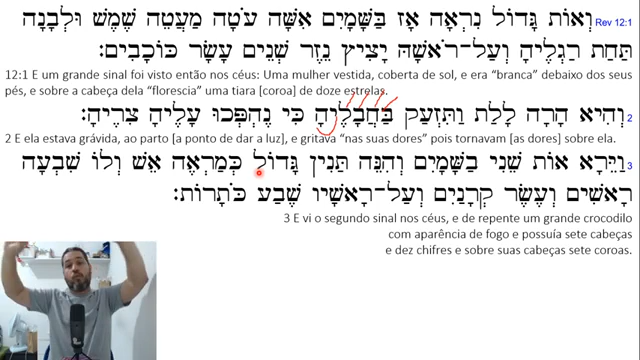 וְאוֹת גָּדוֹל נִרְאָה אָז בַּשָּׁמָיִם אִשָּׁה עֹטָה מַעֲטֵה שֶׁמֶשׁ וּלְבָנָה Rev 12:1
תַּחַת רַגְלֶיהָ וְעַל־רֹאשָׁהּ יָצִיץ נֵזֶר שְׁנֵים עָשָׂר כּוֹכָבִים׃
12:1 E um grande sinal foi visto então nos céus: Uma mulher vestida, coberta de sol, e era “branca” debaixo dos seus
pés, e sobre a cabeça dela “florescia” uma tiara [coroa] de doze estrelas.
וְהִיא הָרָה לָלַת וַתִּזְעַק בַּחֲבָלֶיהָ כִּי נֶהְפְּכוּ עָלֶיהָ צִרֶיהָ׃ 2
2 E ela estava grávida, ao parto [a ponto de dar a luz], e gritava “nas suas dores” pois tornavam [as dores] sobre ela.
וַיֵּרָא אוֹת שֵׁנִי בַּשָּׁמַיִם וְהִנֵּה תַנִּין גָּדוֹל כְּמַרְאֵה אֵשׁ וְלוֹ שִׁבְעָה 3
רָאשִׁים וְעֶשֶׂר קְרָנַיִם וְעַל־רָאשָׁיו שֶׁבַע כֹּתָרוֹת׃
3 E vi o segundo sinal nos céus, e de repente um grande crocodilo
com aparência de fogo e possuía sete cabeças
e dez chifres e sobre suas cabeças sete coroas.